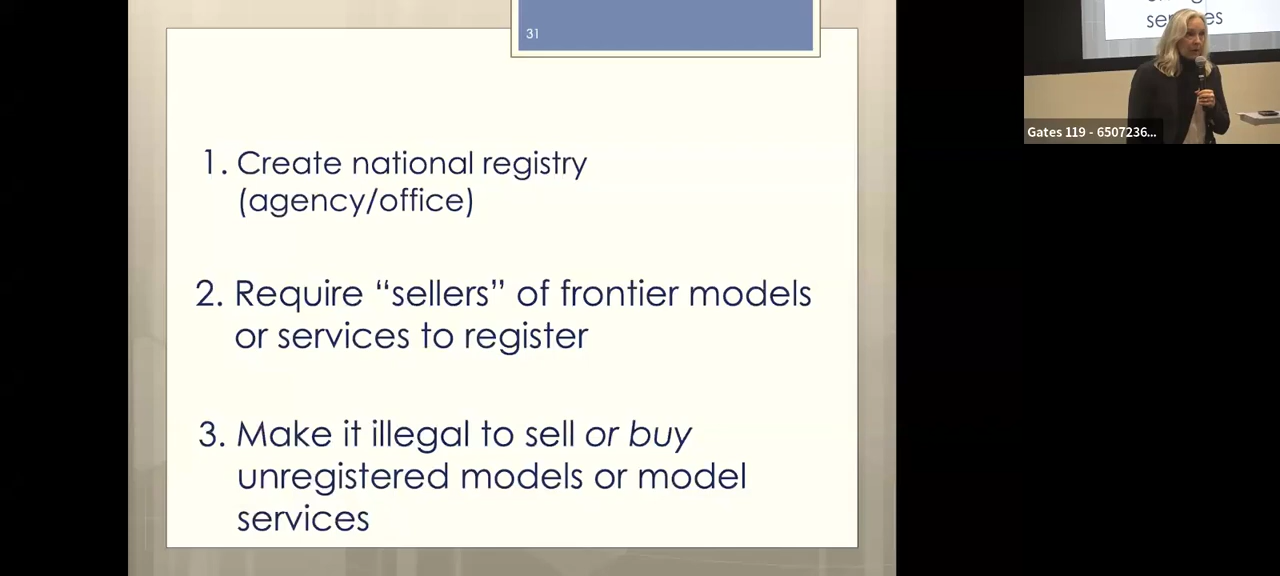 31
1. Create national registry
(agency/office)
2. Require “sellers” of frontier models
or services to register
3. Make it illegal to sell or buy
unregistered models or model
services
services
Gates 119 - 6507236...